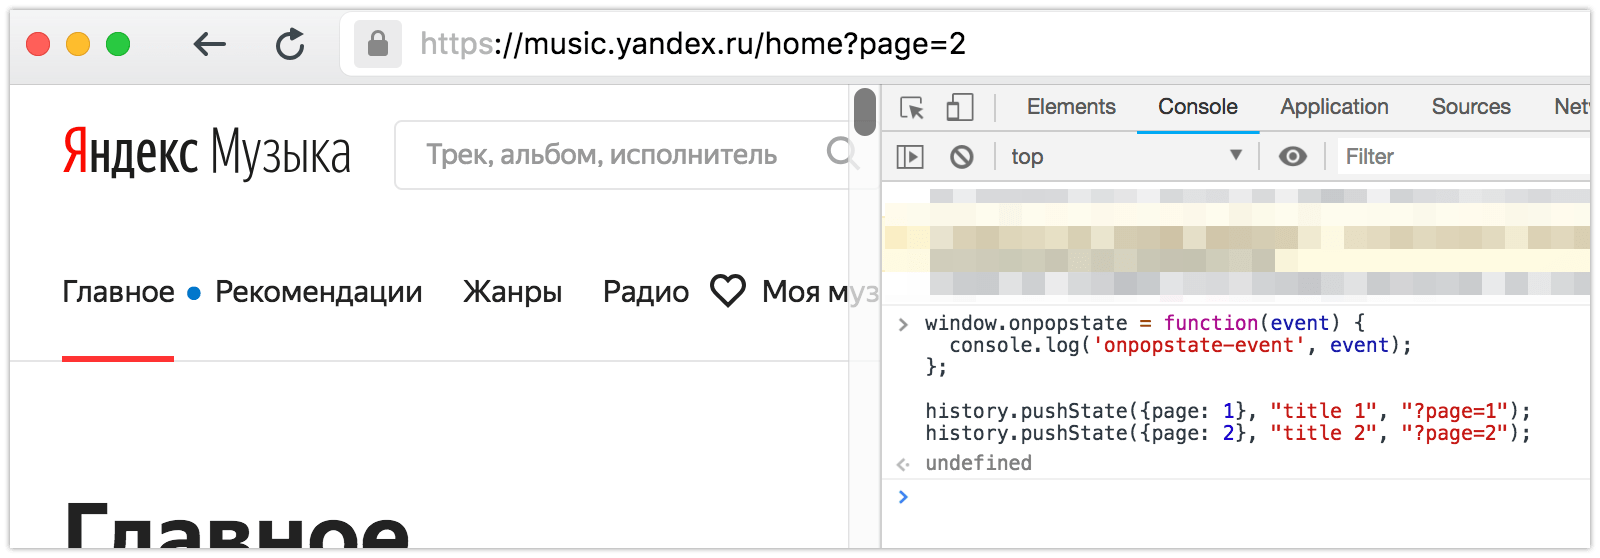 https://music.yandex.ru/home?page=2
Яндекс Музыка
Трек, альбом, исполнитель
Главное Рекомендации Жанры Радио Моя муз
Главное
Elements Console Application Sources Net
top Filter
window.onpopstate = function(event) {
console.log('onpopstate-event', event);
};
history.pushState({page: 1}, "title 1", "?page=1");
history.pushState({page: 2}, "title 2", "?page=2");
undefined